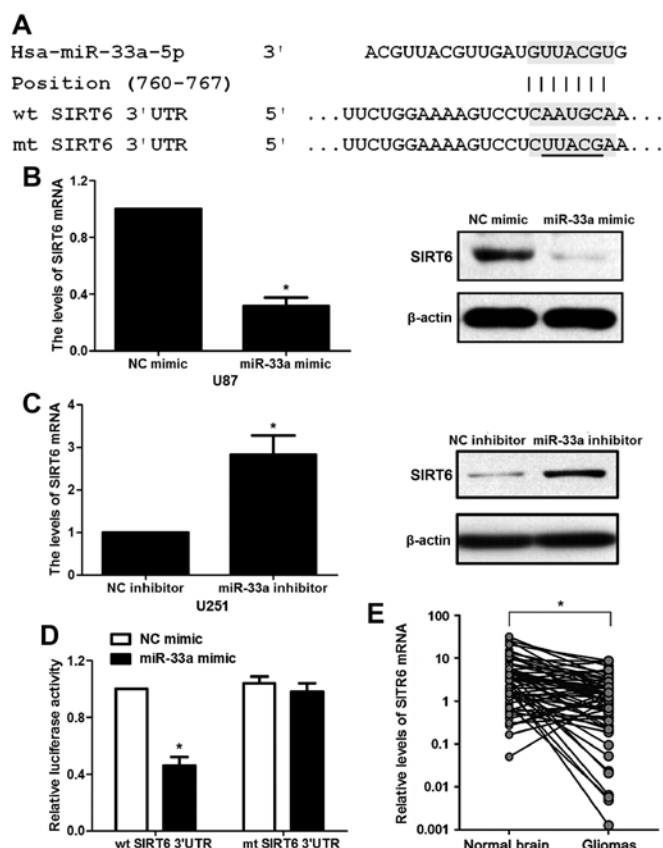 A
Hsa-miR-33a-5p 3' ACGUUACGUUGAUGUUACGUG
Position (760-767)
wt SIRT6 3'UTR 5' ...UUCUGGAAAAGUCCUCAAUGCAA...
mt SIRT6 3'UTR 5' ...UUCUGGAAAAGUCCUCUUACGAA...
B
The levels of SIRT6 mRNA
1.2
0.8
0.4
0.0
*
NC mimic
miR-33a mimic
U87
NC mimic
miR-33a mimic
SIRT6
β-actin
C
The levels of SIRT6 mRNA
4
3
2
1
0
*
NC inhibitor
miR-33a inhibitor
U251
NC inhibitor
miR-33a inhibitor
SIRT6
β-actin
D
NC mimic
miR-33a mimic
Relative luciferase activity
1.2
0.8
0.4
0.0
*
wt SIRT6 3'UTR
mt SIRT6 3'UTR
E
Relative levels of SITR6 mRNA
100
10
1
0.1
0.01
0.001
*
Normal brain
Gliomas